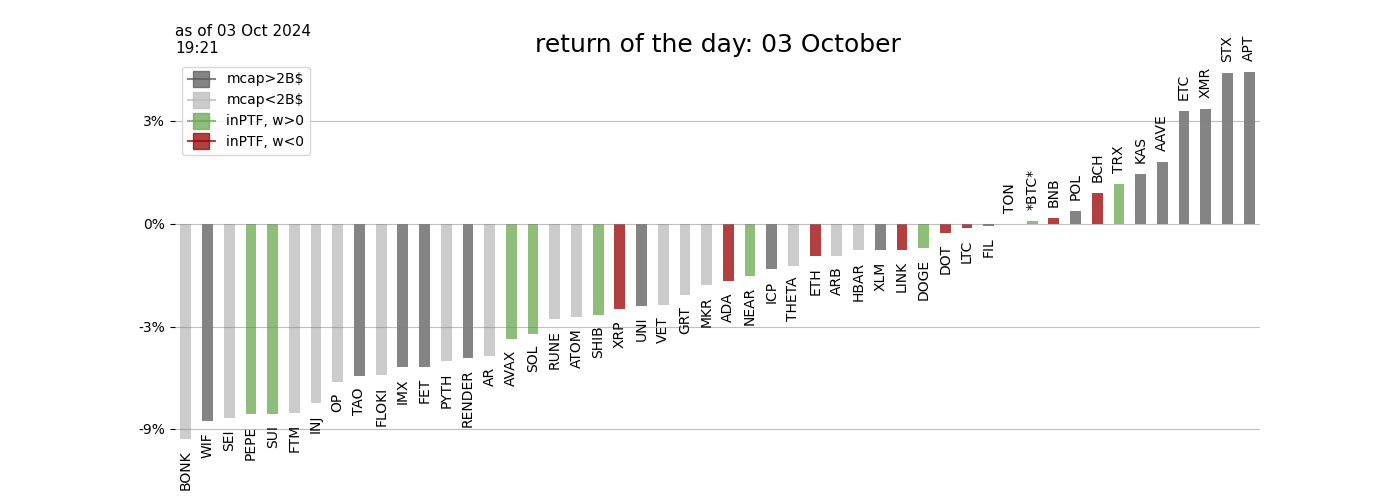 as of 03 Oct 2024
19:21
return of the day: 03 October
mcap>2B$
mcap<2B$
inPTF, w>0
inPTF, w<0
3%
0%
-3%
-9%
BONK
WIF
SEI
PEPE
SUI
FTM
INJ
OP
TAO
FLOKI
IMX
FET
PYTH
RENDER
AR
AVAX
SOL
RUNE
ATOM
SHIB
XRP
UNI
VET
GRT
MKR
ADA
NEAR
ICP
THETA
ETH
ARB
HBAR
XLM
LINK
DOGE
DOT
LTC
FIL
TON
*BTC*
BNB
POL
BCH
TRX
KAS
AAVE
ETC
XMR
STX
APT